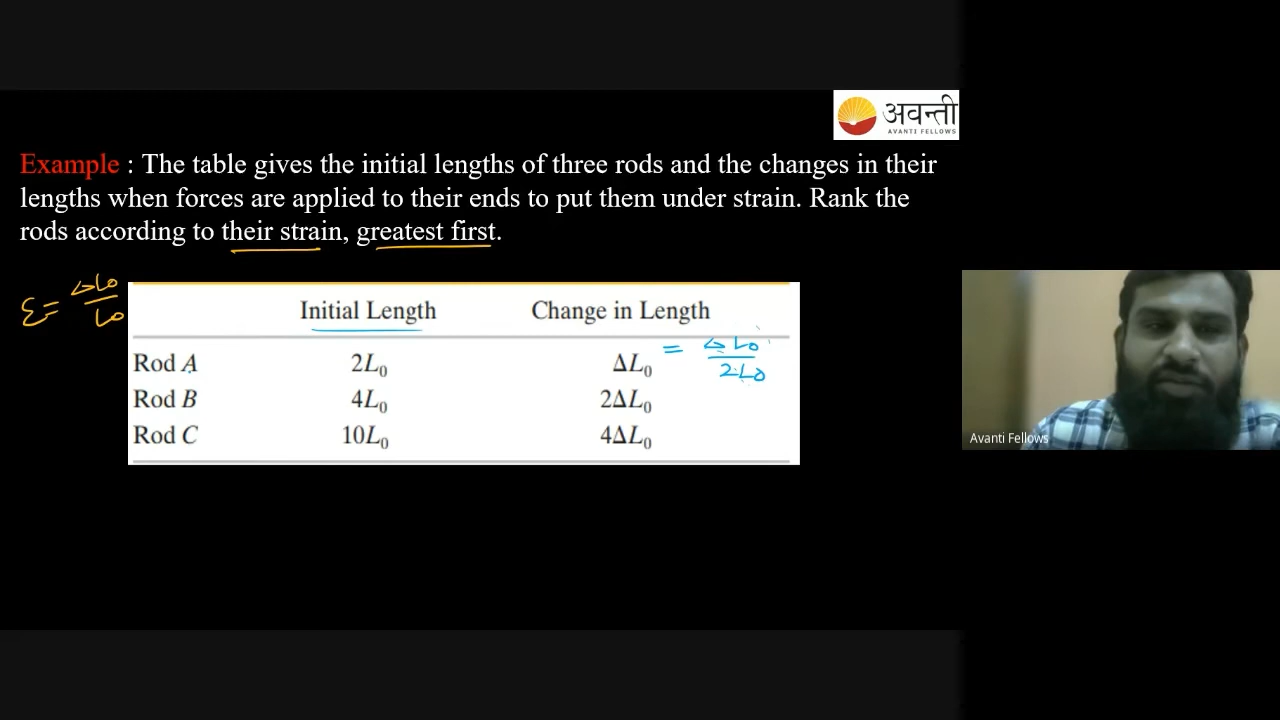 अवन्ती
AVANTI FELLOWS
Example : The table gives the initial lengths of three rods and the changes in their
lengths when forces are applied to their ends to put them under strain. Rank the
rods according to their strain, greatest first.
ε = ΔL₀ / L₀
Initial Length Change in Length
Rod A 2L₀ ΔL₀ = ΔL₀ / 2L₀
Rod B 4L₀ 2ΔL₀
Rod C 10L₀ 4ΔL₀
Avanti Fellows